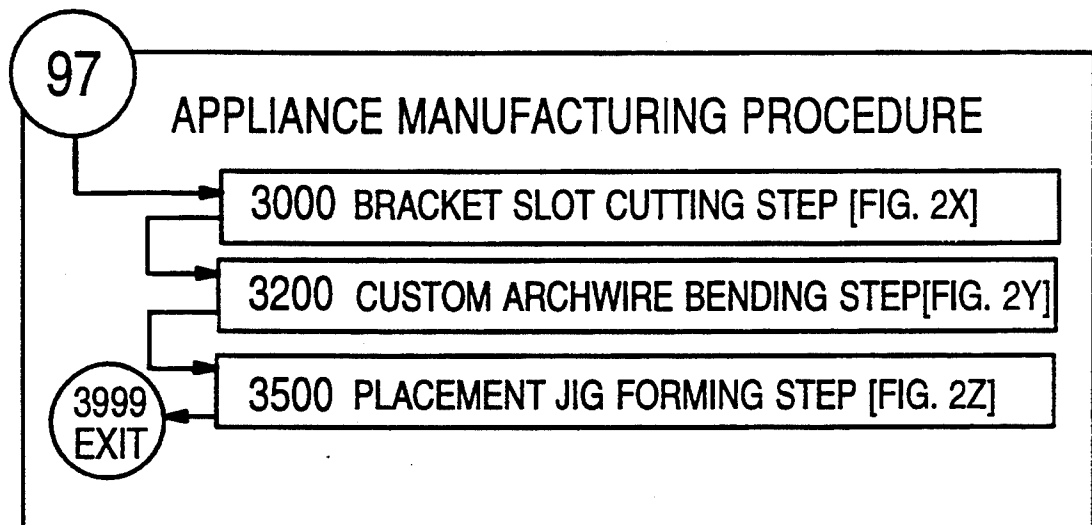 97
APPLIANCE MANUFACTURING PROCEDURE
3000 BRACKET SLOT CUTTING STEP [FIG. 2X]
3200 CUSTOM ARCHWIRE BENDING STEP[FIG. 2Y]
3500 PLACEMENT JIG FORMING STEP [FIG. 2Z]
3999
EXIT